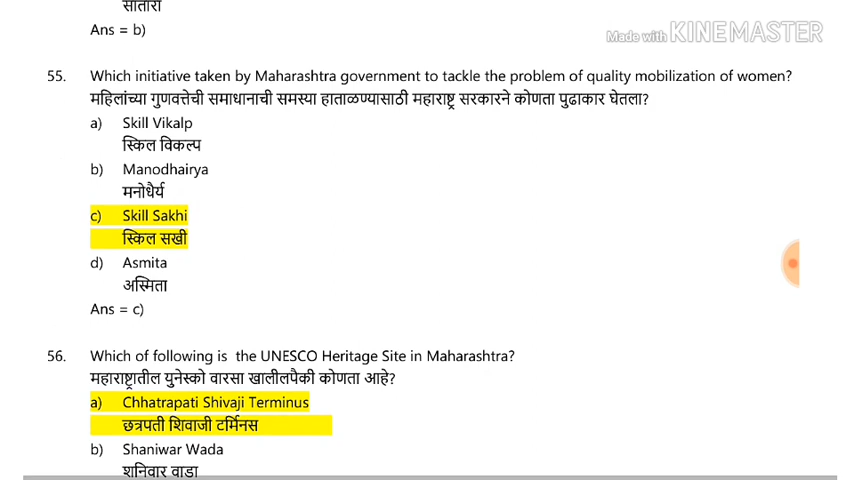 सातारा
Ans = b)
Made with KINEMASTER
55. Which initiative taken by Maharashtra government to tackle the problem of quality mobilization of women?
महिलांच्या गुणवत्तेची समाधानाची समस्या हाताळण्यासाठी महाराष्ट्र सरकारने कोणता पुढाकार घेतला?
a) Skill Vikalp
स्किल विकल्प
b) Manodhairya
मनोधैर्य
c) Skill Sakhi
स्किल सखी
d) Asmita
अस्मिता
Ans = c)
56. Which of following is the UNESCO Heritage Site in Maharashtra?
महाराष्ट्रातील युनेस्को वारसा खालीलपैकी कोणता आहे?
a) Chhatrapati Shivaji Terminus
छत्रपती शिवाजी टर्मिनस
b) Shaniwar Wada
शनिवार वाडा